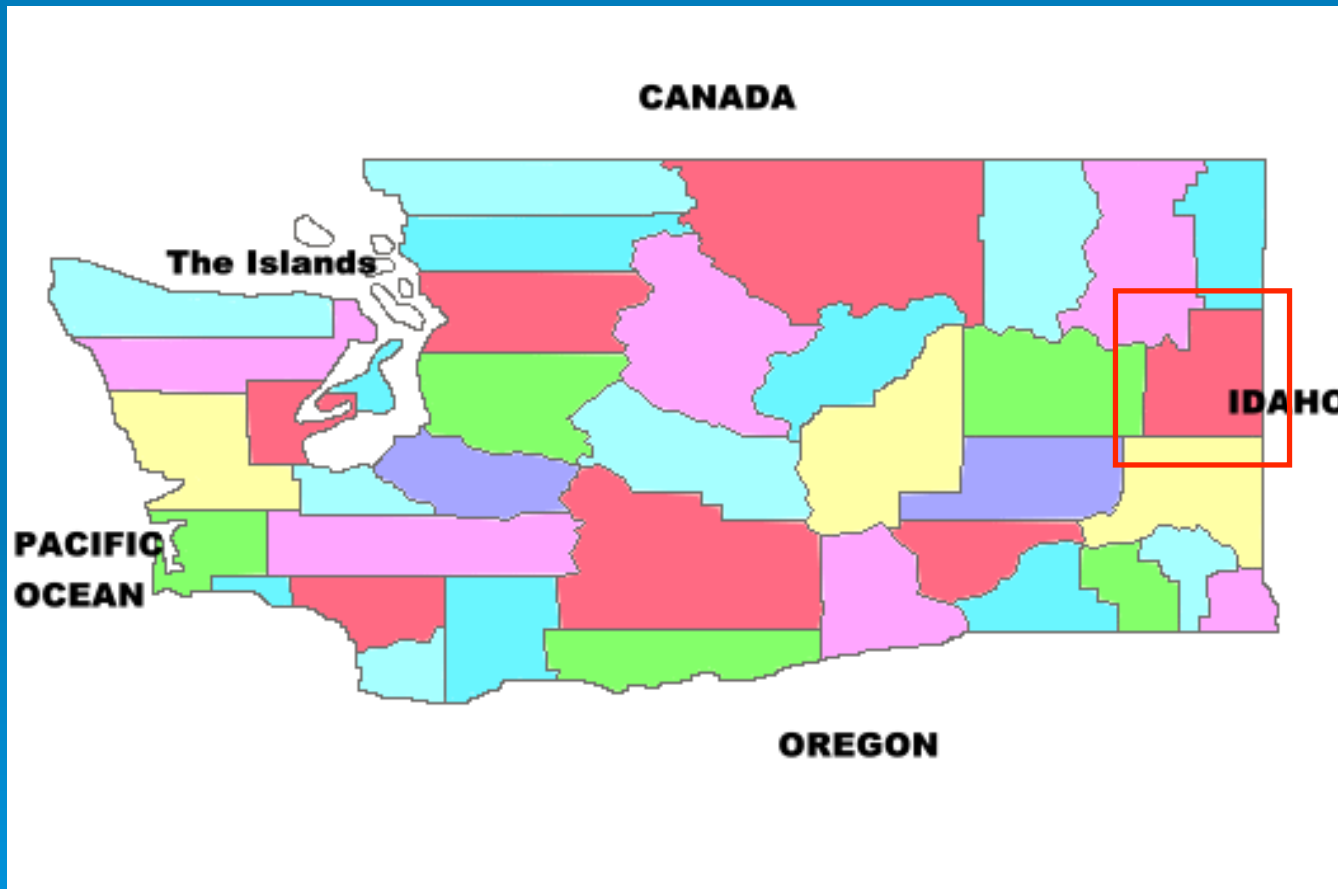 CANADA
The Islands
IDAHO
PACIFIC
OCEAN
OREGON